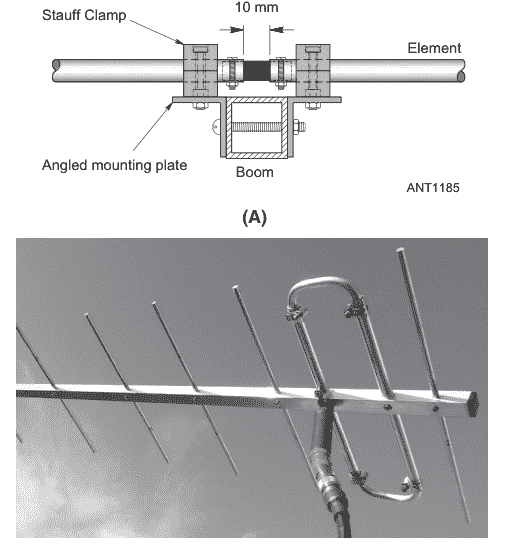 10 mm
Stauff Clamp
Element
Angled mounting plate
Boom
ANT1185
(A)